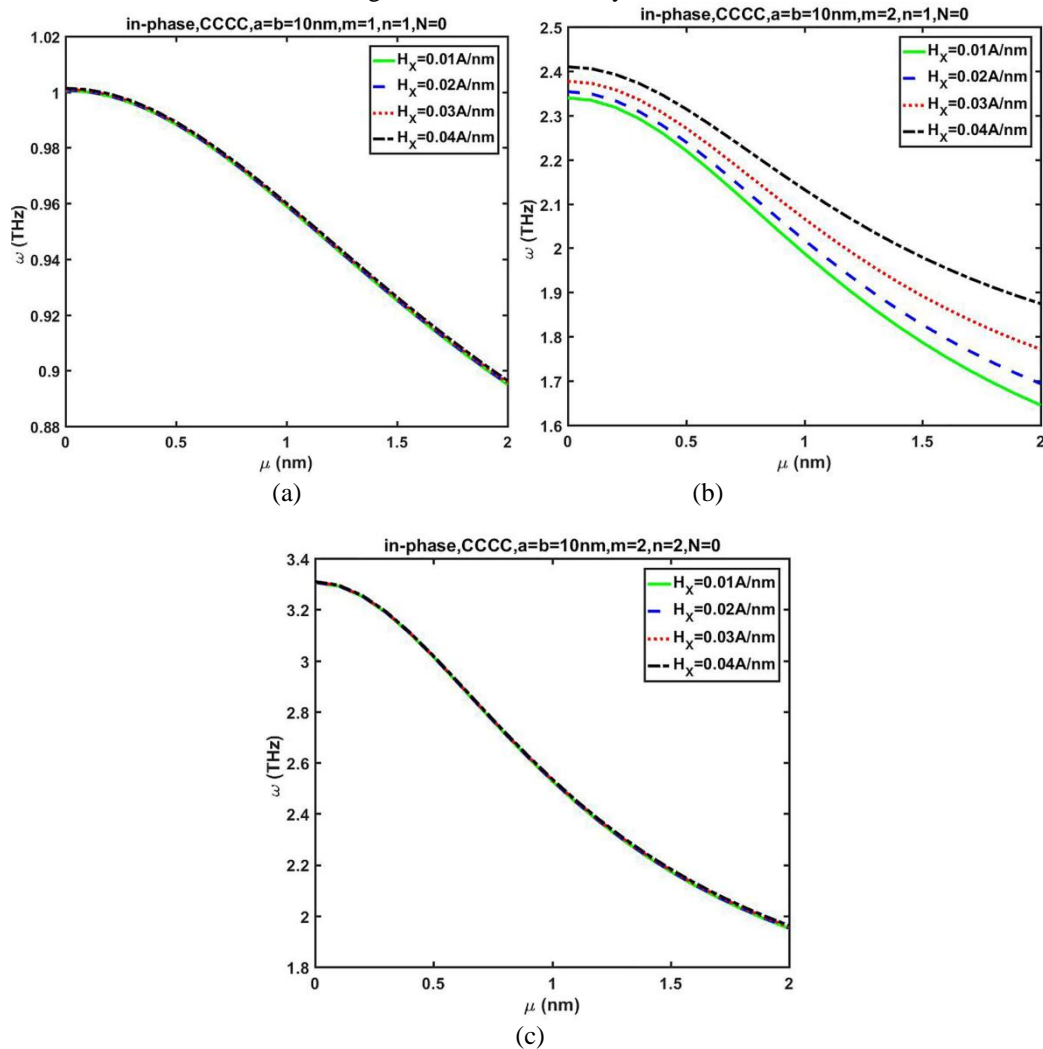 in-phase,CCCC,a=b=10nm,m=1,n=1,N=0
1.02
1
0.98
0.96
0.94
0.92
0.9
0.88
ω (THz)
0
0.5
1
1.5
2
μ (nm)
H_X=0.01A/nm
H_X=0.02A/nm
H_X=0.03A/nm
H_X=0.04A/nm
(a)
in-phase,CCCC,a=b=10nm,m=2,n=1,N=0
2.5
2.4
2.3
2.2
2.1
2
1.9
1.8
1.7
1.6
ω (THz)
0
0.5
1
1.5
2
μ (nm)
H_X=0.01A/nm
H_X=0.02A/nm
H_X=0.03A/nm
H_X=0.04A/nm
(b)
in-phase,CCCC,a=b=10nm,m=2,n=2,N=0
3.4
3.2
3
2.8
2.6
2.4
2.2
2
1.8
ω (THz)
0
0.5
1
1.5
2
μ (nm)
H_X=0.01A/nm
H_X=0.02A/nm
H_X=0.03A/nm
H_X=0.04A/nm
(c)